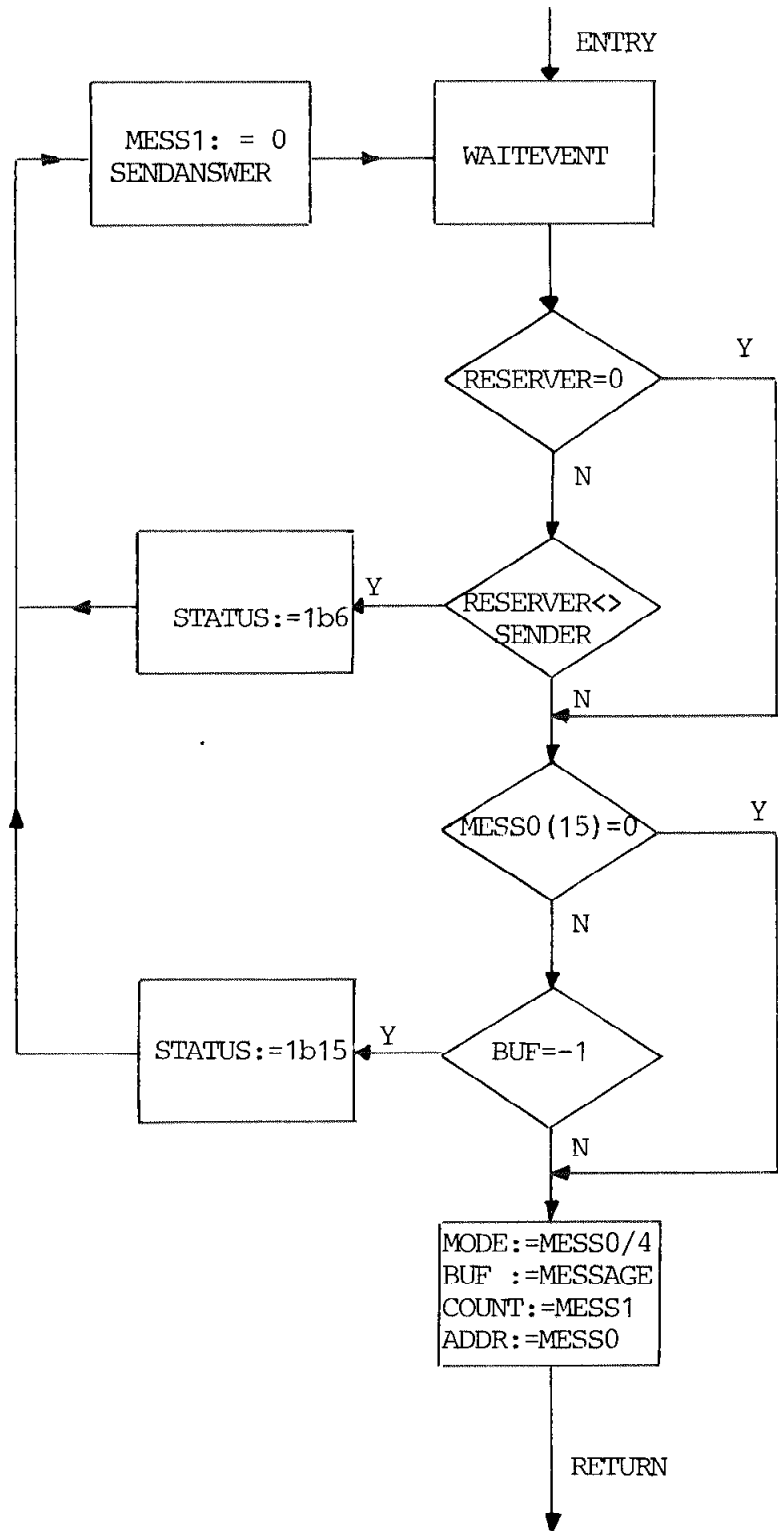 ENTRY
MESS1: = 0
SENDANSWER
WAITEVENT
RESERVER=0
Y
N
STATUS:=1b6
Y
RESERVER<>
SENDER
N
MESS0(15)=0
Y
N
STATUS:=1b15
Y
BUF=-1
N
MODE:=MESS0/4
BUF :=MESSAGE
COUNT:=MESS1
ADDR:=MESS0
RETURN